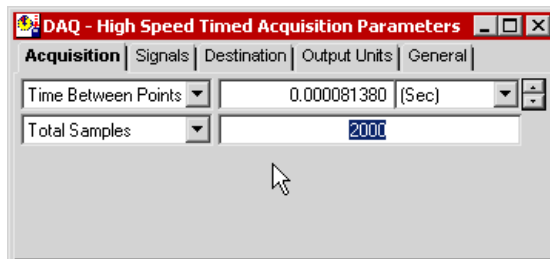 DAQ - High Speed Timed Acquisition Parameters
Acquisition Signals Destination Output Units General
Time Between Points 0.000081380 (Sec)
Total Samples 2000